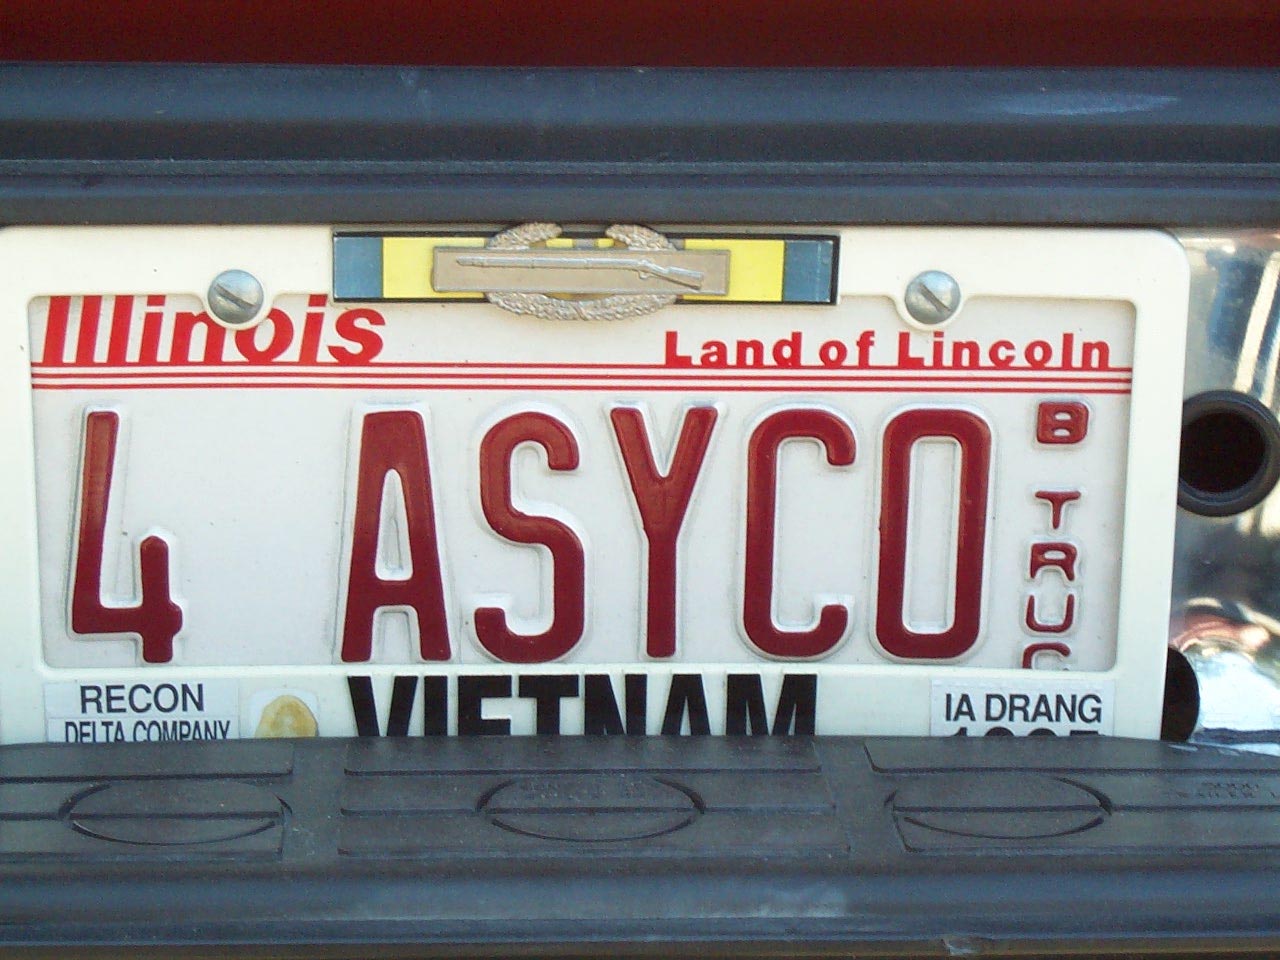 Illinois
Land of Lincoln
4 ASYCO
B TRUC
RECON
DELTA COMPANY
VIETNAM
IA DRANG